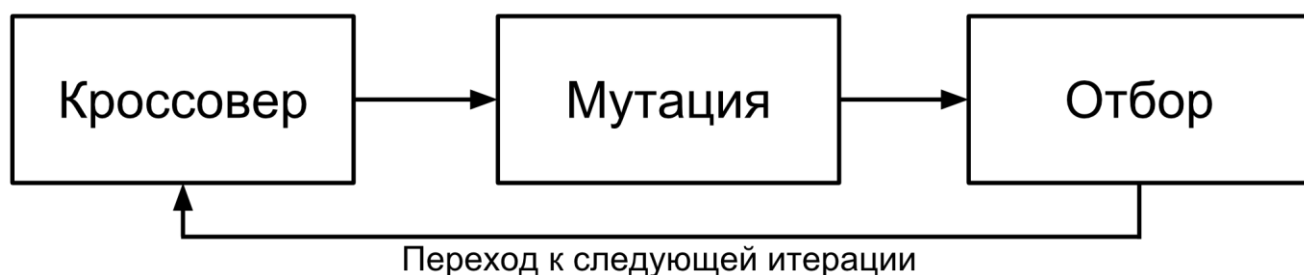 Кроссовер
Мутация
Отбор
Переход к следующей итерации